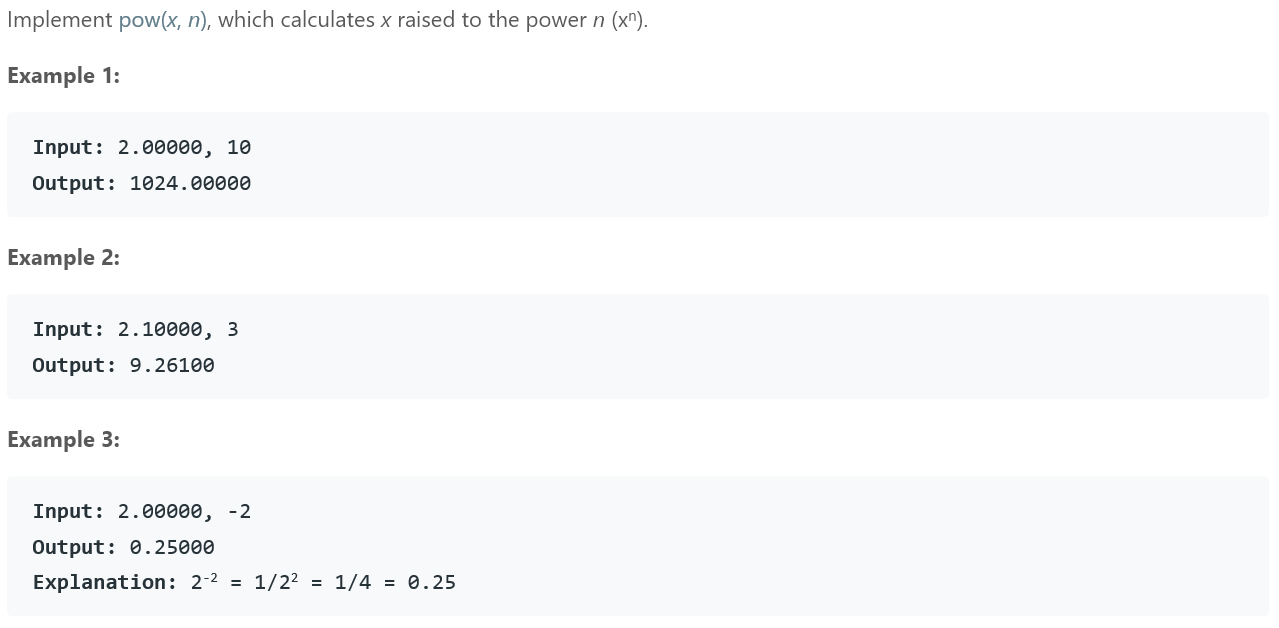 Implement pow(x, n), which calculates x raised to the power n (xⁿ).
Example 1:
Input: 2.00000, 10
Output: 1024.00000
Example 2:
Input: 2.10000, 3
Output: 9.26100
Example 3:
Input: 2.00000, -2
Output: 0.25000
Explanation: 2⁻² = 1/2² = 1/4 = 0.25